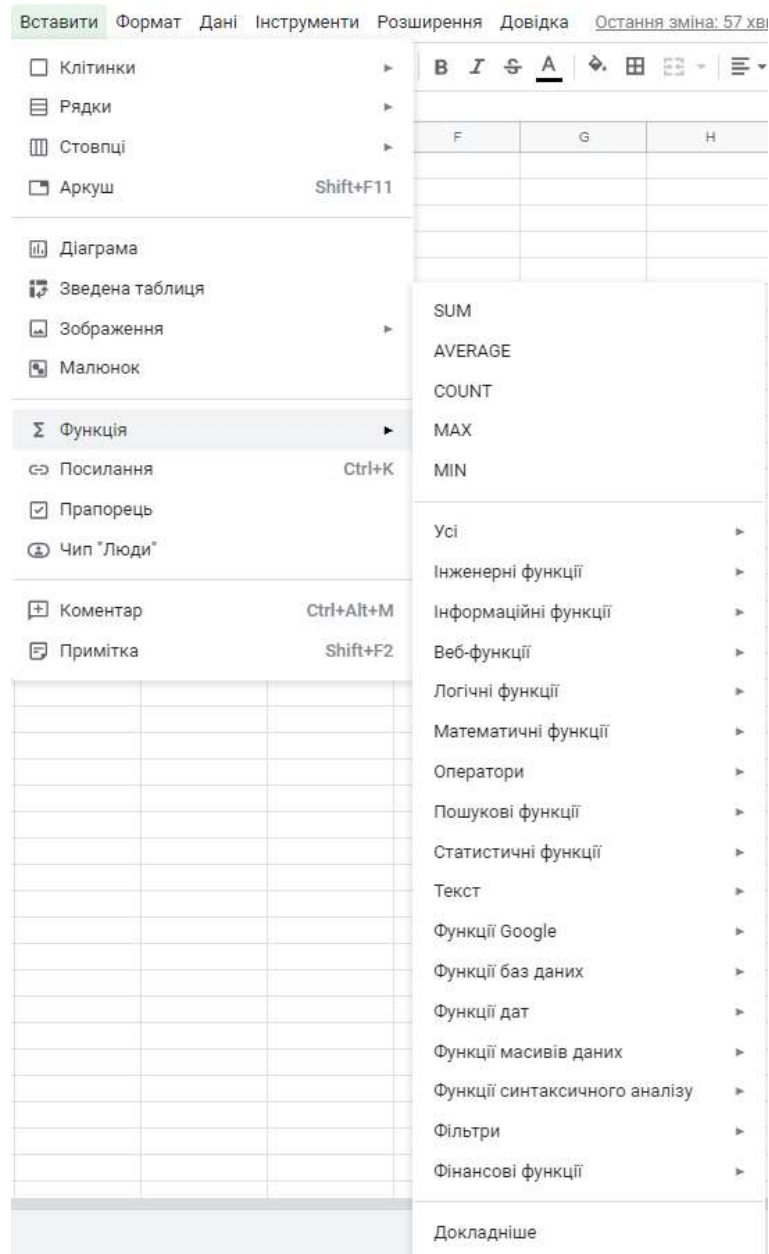 Вставити Формат Дані Інструменти Розширення Довідка Остання зміна: 57
Клітинки
Рядки
Стовпці
Аркуш Shift+F11
Діаграма
Зведена таблиця
Зображення
Малюнок
Функція
Посилання Ctrl+K
Прапорець
Чип "Люди"
Коментар Ctrl+Alt+M
Примітка Shift+F2
B I S A
F G H
SUM
AVERAGE
COUNT
MAX
MIN
Усі
Інженерні функції
Інформаційні функції
Веб-функції
Логічні функції
Математичні функції
Оператори
Пошукові функції
Статистичні функції
Текст
Функції Google
Функції баз даних
Функції дат
Функції масивів даних
Функції синтаксичного аналізу
Фільтри
Фінансові функції
Докладніше